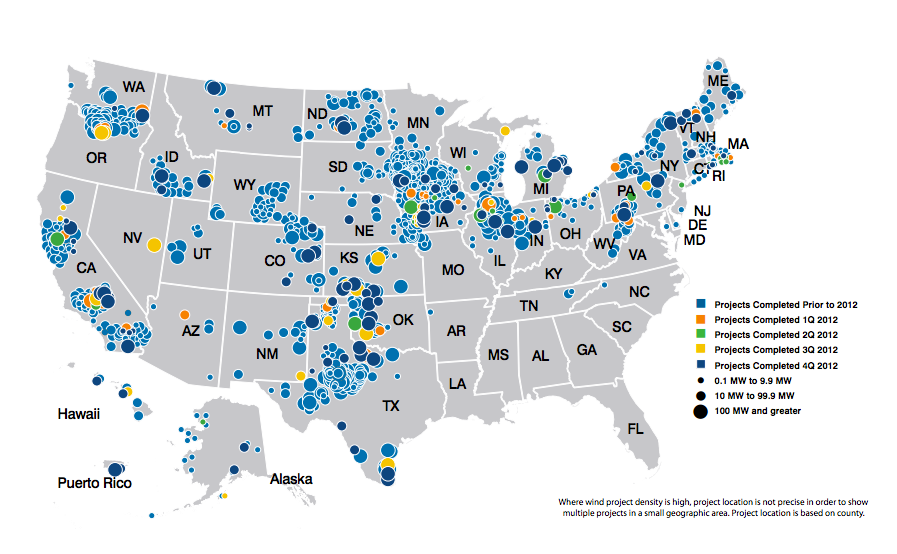 WA
ME
MT
ND
MN
VT
NH
MA
OR
ID
SD
WI
NY
CT
RI
WY
MI
PA
NV
UT
NE
IA
NJ
DE
MD
CA
CO
KS
MO
IL
IN
OH
WV
VA
KY
NC
TN
AZ
NM
OK
AR
SC
MS
AL
GA
LA
TX
FL
Projects Completed Prior to 2012
Projects Completed 1Q 2012
Projects Completed 2Q 2012
Projects Completed 3Q 2012
Projects Completed 4Q 2012
0.1 MW to 9.9 MW
10 MW to 99.9 MW
100 MW and greater
Hawaii
Puerto Rico
Alaska
Where wind project density is high, project location is not precise in order to show
multiple projects in a small geographic area. Project location is based on county.